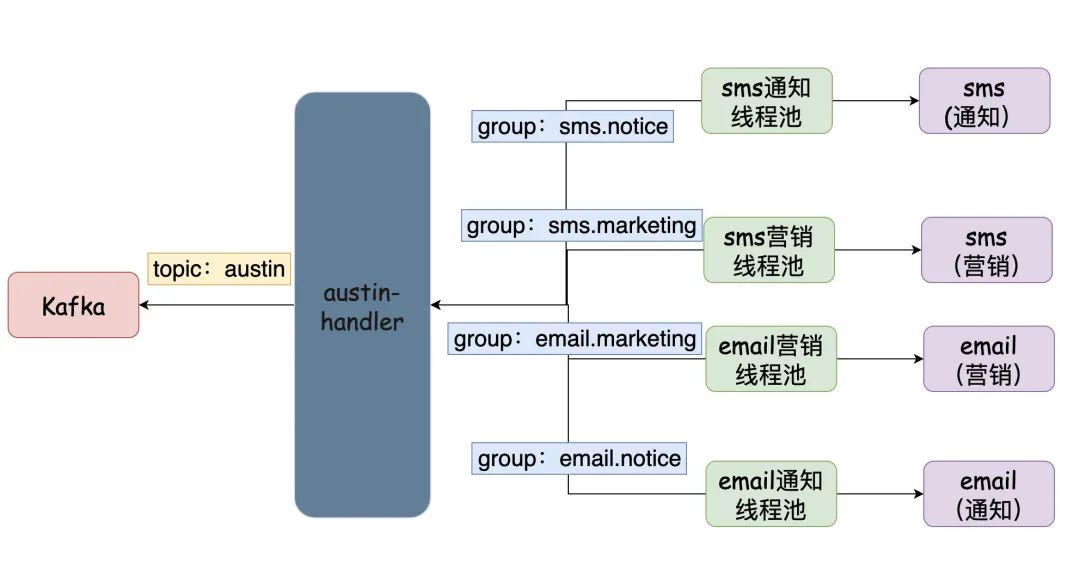 Kafka
topic：austin
austin-
handler
group：sms.notice
sms通知
线程池
sms
(通知）
group：sms.marketing
sms营销
线程池
sms
（营销）
group：email.marketing
email营销
线程池
email
（营销）
group：email.notice
email通知
线程池
email
（通知）